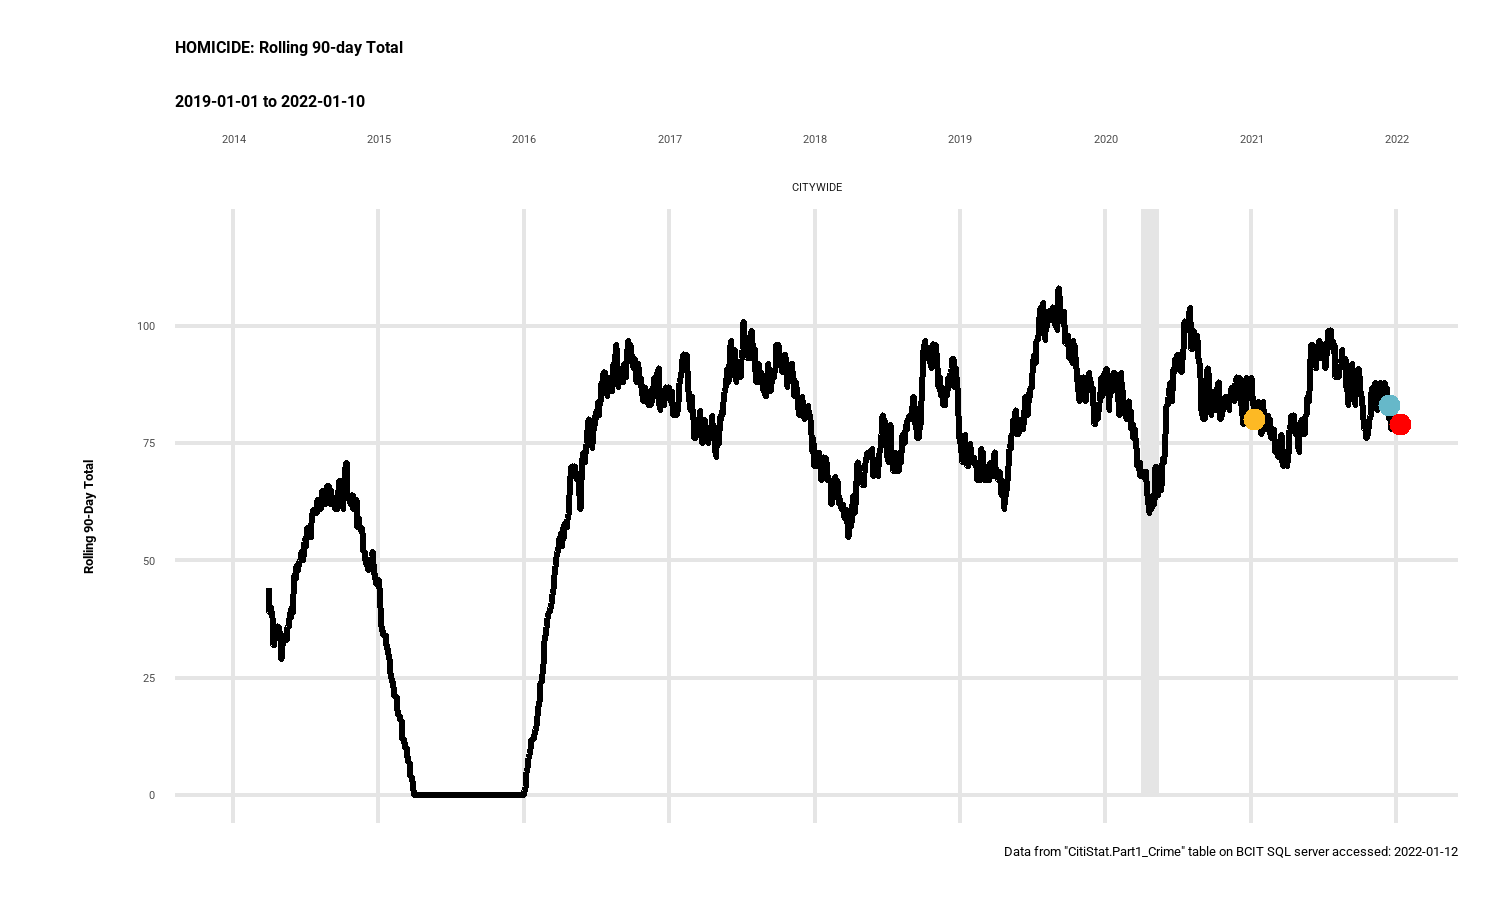 HOMICIDE: Rolling 90-day Total
2019-01-01 to 2022-01-10
2014 2015 2016 2017 2018 2019 2020 2021 2022
CITYWIDE
100
75
50
25
0
Rolling 90-Day Total
Data from "CitiStat.Part1_Crime" table on BCIT SQL server accessed: 2022-01-12